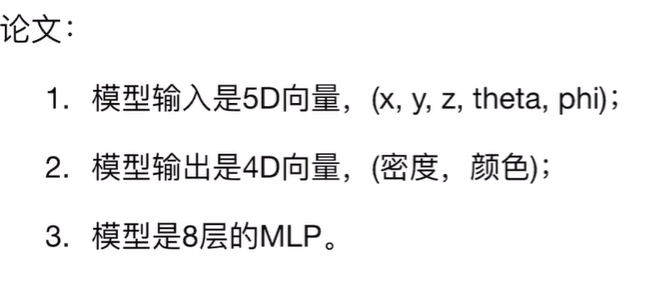 论文：
1. 模型输入是5D向量，(x, y, z, theta, phi)；
2. 模型输出是4D向量，(密度，颜色)；
3. 模型是8层的MLP。